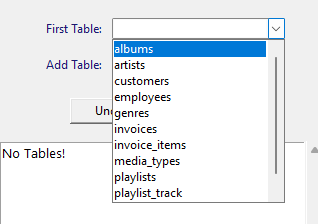 First Table:
albums
artists
Add Table:
customers
employees
genres
invoices
invoice_items
No Tables!
media_types
playlists
playlist_track